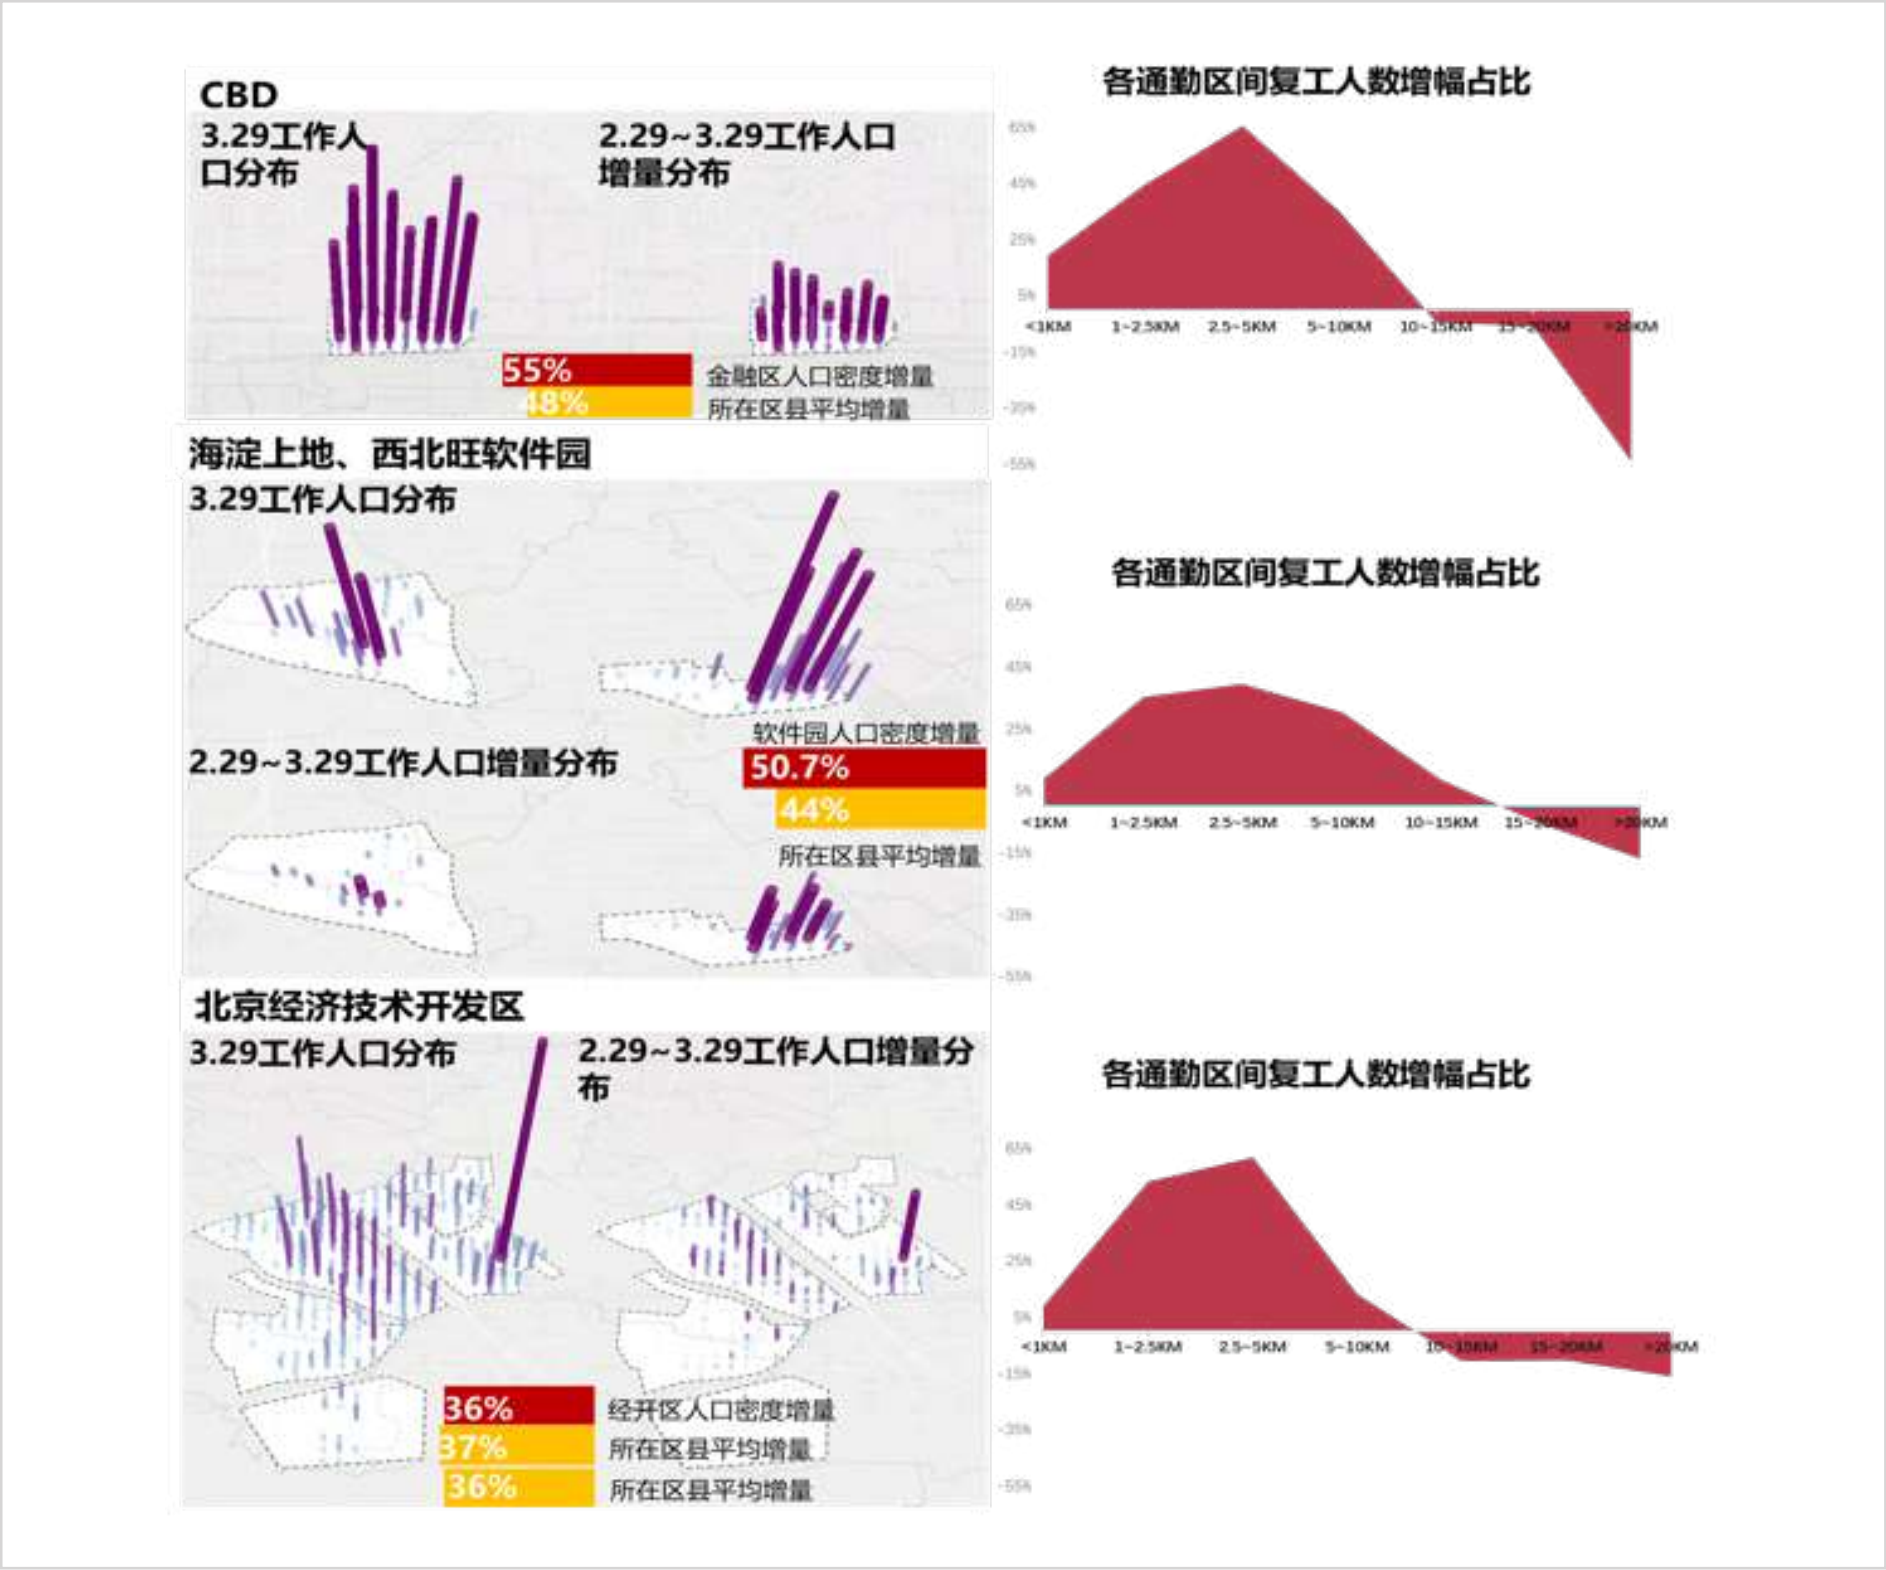 CBD
3.29工作人
口分布
2.29~3.29工作人口
增量分布
55%
金融区人口密度增量
48%
所在区县平均增量
各通勤区间复工人数增幅占比
65%
45%
25%
5%
-15%
-35%
-55%
<1KM
1~2.5KM
2.5~5KM
5~10KM
10~15KM
15~20KM
>20KM
海淀上地、西北旺软件园
3.29工作人口分布
软件园人口密度增量
2.29~3.29工作人口增量分布
50.7%
44%
所在区县平均增量
各通勤区间复工人数增幅占比
65%
45%
25%
5%
-15%
-35%
-55%
<1KM
1~2.5KM
2.5~5KM
5~10KM
10~15KM
15~20KM
>20KM
北京经济技术开发区
3.29工作人口分布
2.29~3.29工作人口增量分
布
36%
经开区人口密度增量
37%
所在区县平均增量
36%
所在区县平均增量
各通勤区间复工人数增幅占比
65%
45%
25%
5%
-15%
-35%
-55%
<1KM
1~2.5KM
2.5~5KM
5~10KM
10~15KM
15~20KM
>20KM